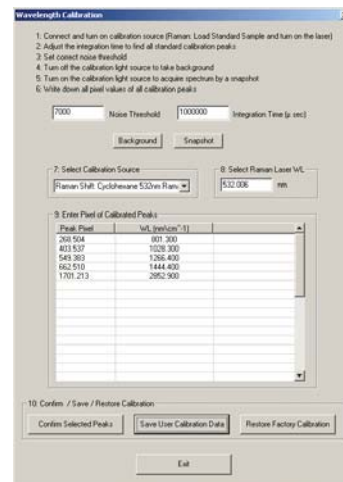 Wavelength Calibration
1: Connect and turn on calibration source (Raman: Load Standard Sample and turn on the laser)
2: Adjust the integration time to find all standard calibration peaks
3: Set correct noise threshold
4: Turn off the calibration light source to take background
5: Turn on the calibration light source to acquire spectrum by a snapshot
6: Write down all pixel values of all calibration peaks
7000 Noise Threshold 1000000 Integration Time (µ sec)
Background Snapshot
7: Select Calibration Source 8: Select Raman Laser WL
Raman Shift Cyclohexane 532nm Rama 532.006 nm
9: Enter Pixel of Calibrated Peaks
Peak Pixel WL (nm\cm^-1)
268.504 801.300
403.537 1028.300
549.383 1266.400
662.510 1444.400
1701.213 2852.900
10: Confirm / Save / Restore Calibration
Confirm Selected Peaks Save User Calibration Data Restore Factory Calibration
Exit